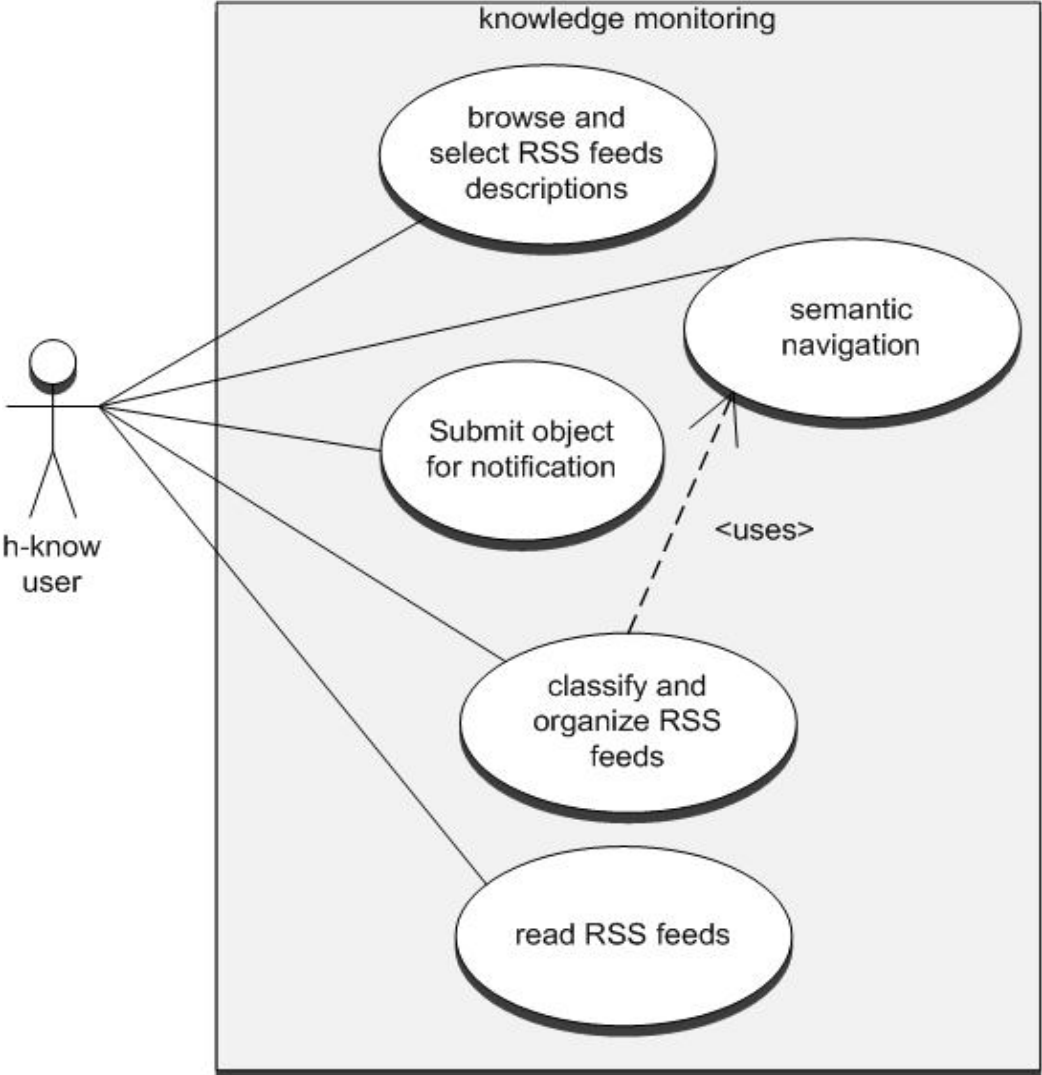 knowledge monitoring
browse and
select RSS feeds
descriptions
semantic
navigation
Submit object
for notification
<uses>
h-know
user
classify and
organize RSS
feeds
read RSS feeds